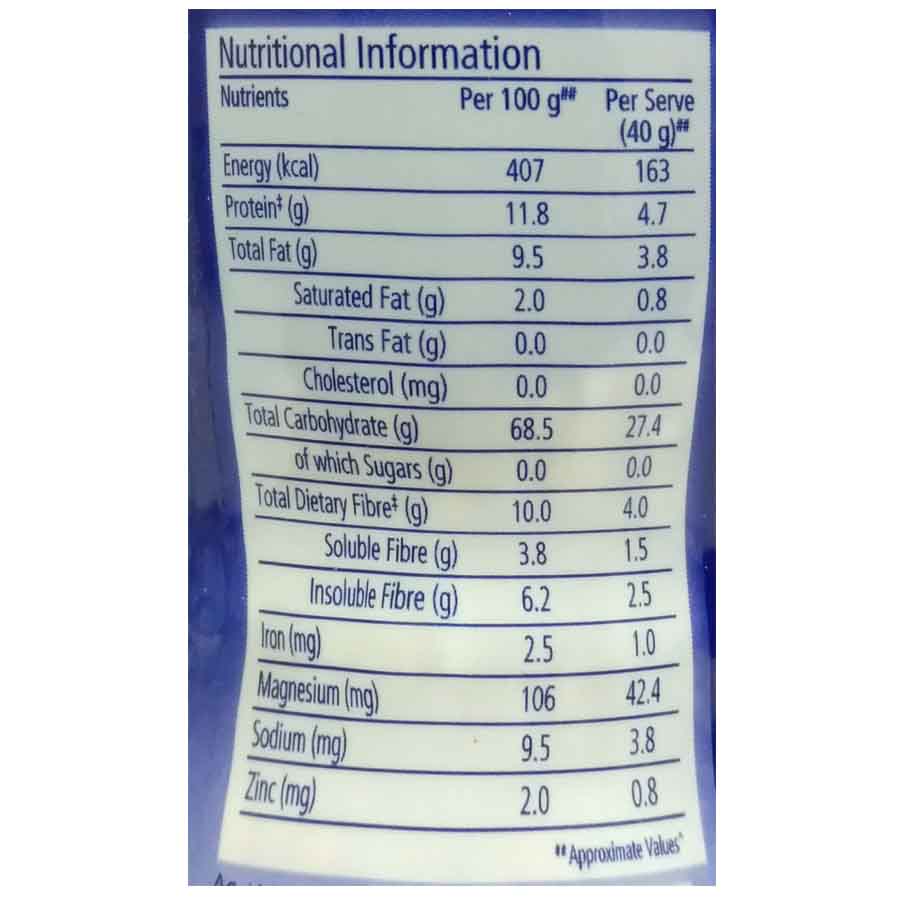 Nutritional Information
Nutrients Per 100 g## Per Serve (40 g)##
Energy (kcal) 407 163
Protein‡ (g) 11.8 4.7
Total Fat (g) 9.5 3.8
Saturated Fat (g) 2.0 0.8
Trans Fat (g) 0.0 0.0
Cholesterol (mg) 0.0 0.0
Total Carbohydrate (g) 68.5 27.4
of which Sugars (g) 0.0 0.0
Total Dietary Fibre‡ (g) 10.0 4.0
Soluble Fibre (g) 3.8 1.5
Insoluble Fibre (g) 6.2 2.5
Iron (mg) 2.5 1.0
Magnesium (mg) 106 42.4
Sodium (mg) 9.5 3.8
Zinc (mg) 2.0 0.8
## Approximate Values^